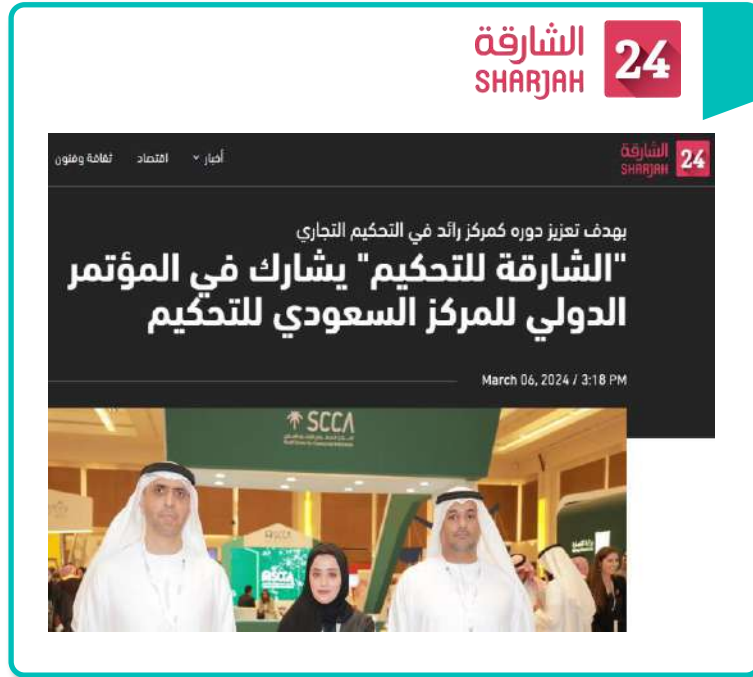 الشارقة
SHARJAH
24
الشارقة
SHARJAH
24
أخبار
اقتصاد
ثقافة وفنون
بهدف تعزيز دوره كمركز رائد في التحكيم التجاري
"الشارقة للتحكيم" يشارك في المؤتمر
الدولي للمركز السعودي للتحكيم
March 06, 2024 / 3:18 PM
SCCA
SCCA